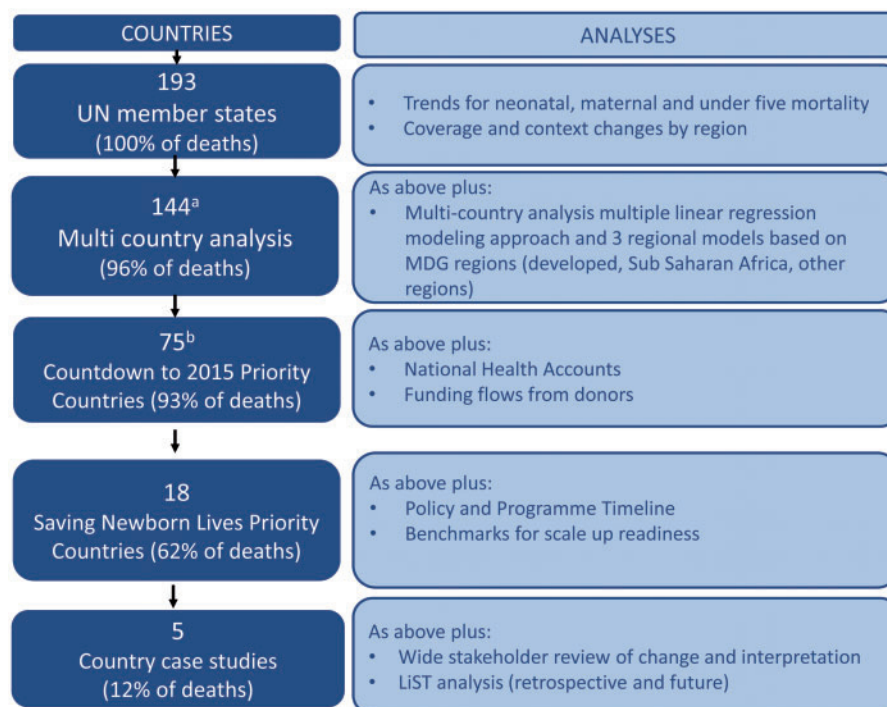 COUNTRIES
ANALYSES
193
UN member states
(100% of deaths)
• Trends for neonatal, maternal and under five mortality
• Coverage and context changes by region
144ᵃ
Multi country analysis
(96% of deaths)
As above plus:
• Multi-country analysis multiple linear regression
modeling approach and 3 regional models based on
MDG regions (developed, Sub Saharan Africa, other
regions)
75ᵇ
Countdown to 2015 Priority
Countries (93% of deaths)
As above plus:
• National Health Accounts
• Funding flows from donors
18
Saving Newborn Lives Priority
Countries (62% of deaths)
As above plus:
• Policy and Programme Timeline
• Benchmarks for scale up readiness
5
Country case studies
(12% of deaths)
As above plus:
• Wide stakeholder review of change and interpretation
• LiST analysis (retrospective and future)